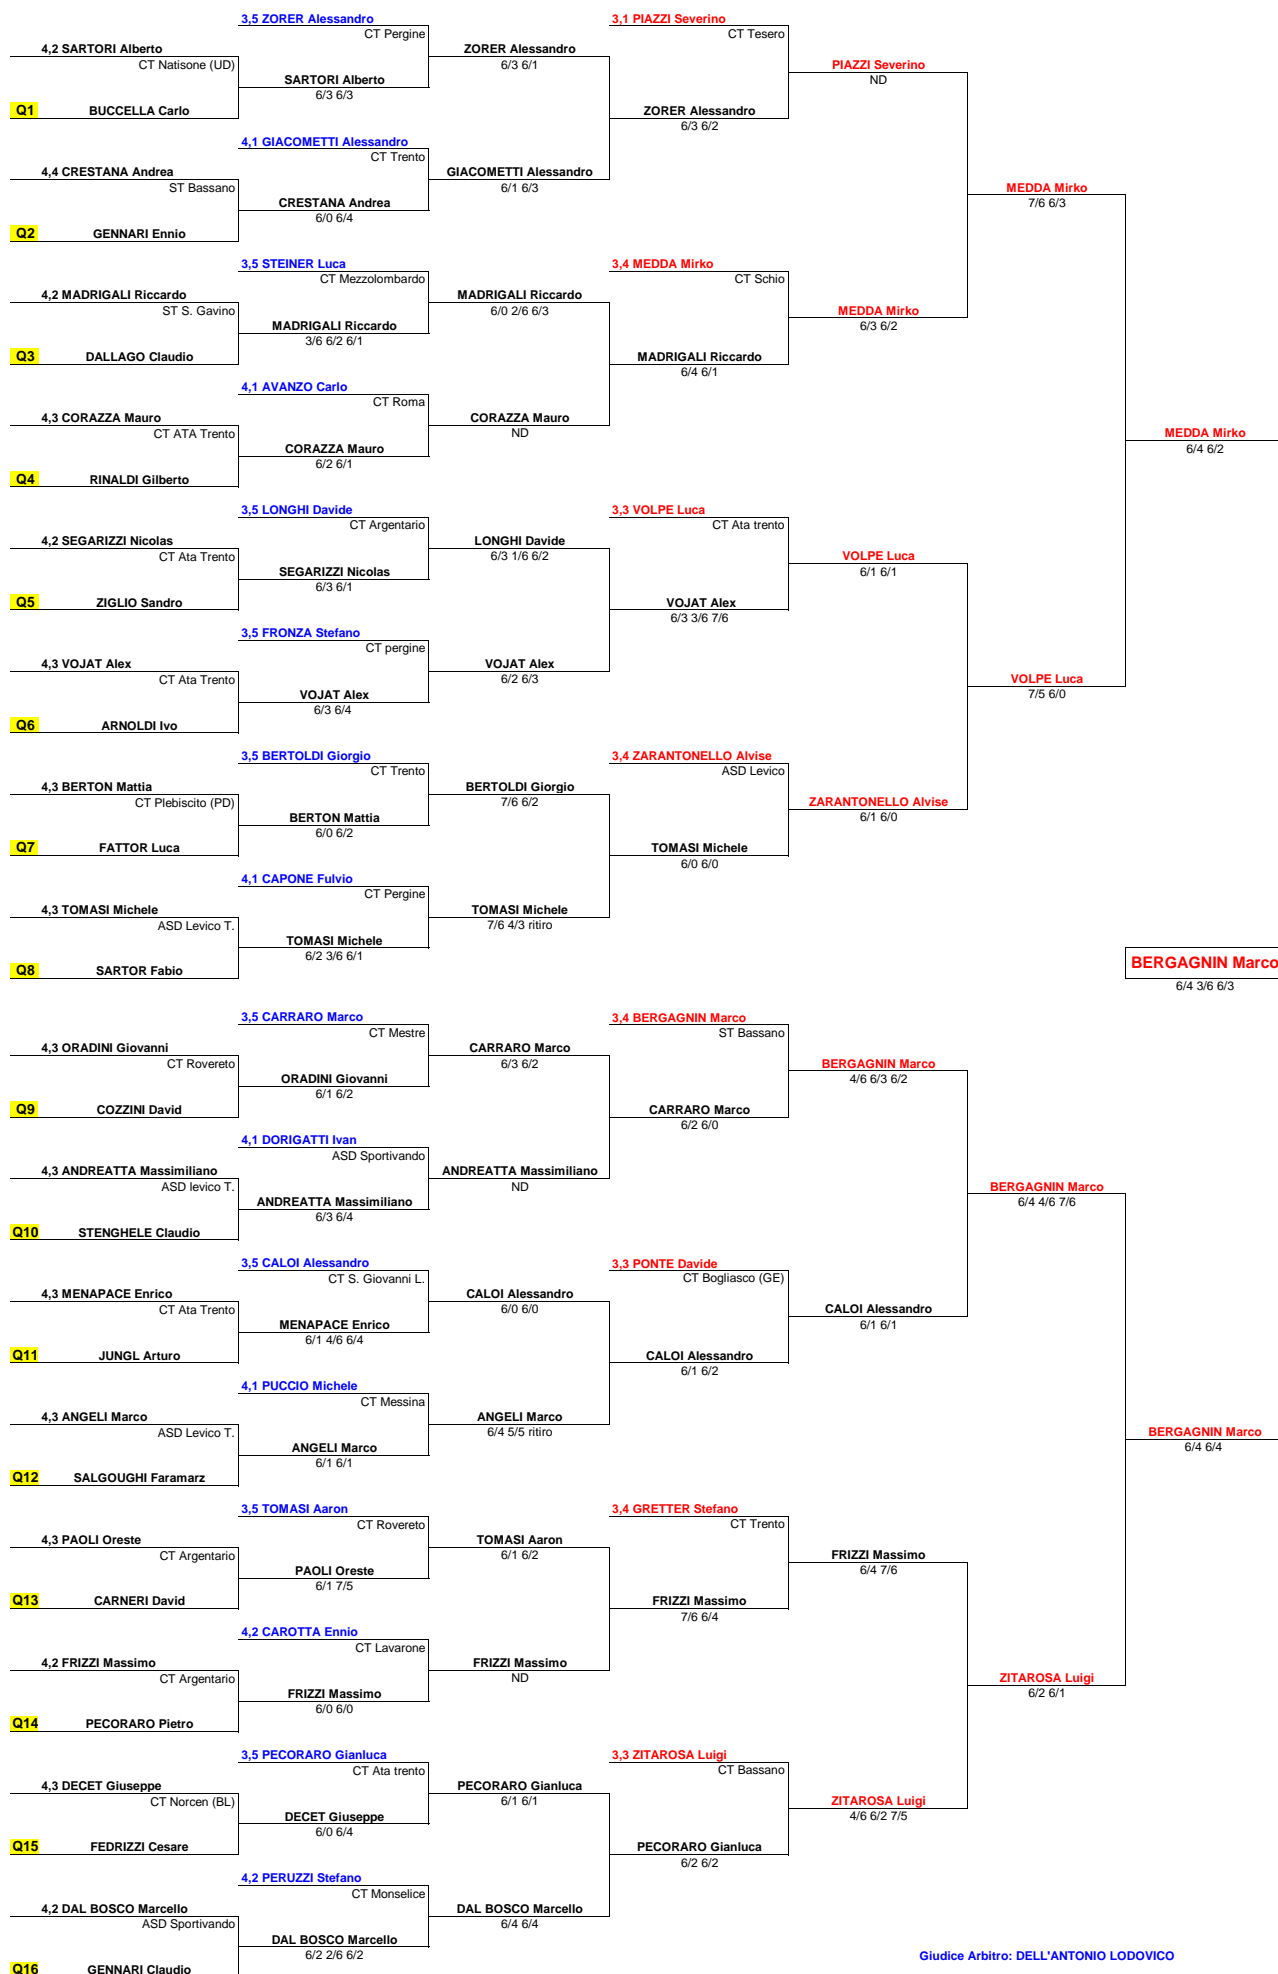 3,5 ZORER Alessandro
3,1 PIAZZI Severino
CT Pergine
CT Tesero
4,2 SARTORI Alberto
ZORER Alessandro
CT Natisone (UD)
6/3 6/1
PIAZZI Severino
SARTORI Alberto
ND
6/3 6/3
Q1 BUCCELLA Carlo
ZORER Alessandro
6/3 6/2
4,1 GIACOMETTI Alessandro
CT Trento
4,4 CRESTANA Andrea
GIACOMETTI Alessandro
ST Bassano
6/1 6/3
MEDDA Mirko
CRESTANA Andrea
7/6 6/3
6/0 6/4
Q2 GENNARI Ennio
3,5 STEINER Luca
3,4 MEDDA Mirko
CT Mezzolombardo
CT Schio
4,2 MADRIGALI Riccardo
MADRIGALI Riccardo
ST S. Gavino
6/0 2/6 6/3
MEDDA Mirko
MADRIGALI Riccardo
6/3 6/2
3/6 6/2 6/1
Q3 DALLAGO Claudio
MADRIGALI Riccardo
6/4 6/1
4,1 AVANZO Carlo
CT Roma
4,3 CORAZZA Mauro
CORAZZA Mauro
CT ATA Trento
ND
MEDDA Mirko
CORAZZA Mauro
6/4 6/2
6/2 6/1
Q4 RINALDI Gilberto
3,5 LONGHI Davide
3,3 VOLPE Luca
CT Argentario
CT Ata trento
4,2 SEGARIZZI Nicolas
LONGHI Davide
CT Ata Trento
6/3 1/6 6/2
VOLPE Luca
SEGARIZZI Nicolas
6/1 6/1
6/3 6/1
Q5 ZIGLIO Sandro
VOJAT Alex
6/3 3/6 7/6
3,5 FRONZA Stefano
CT pergine
4,3 VOJAT Alex
VOJAT Alex
CT Ata Trento
6/2 6/3
VOLPE Luca
VOJAT Alex
7/5 6/0
6/3 6/4
Q6 ARNOLDI Ivo
3,5 BERTOLDI Giorgio
3,4 ZARANTONELLO Alvise
CT Trento
ASD Levico
4,3 BERTON Mattia
BERTOLDI Giorgio
CT Plebiscito (PD)
7/6 6/2
ZARANTONELLO Alvise
BERTON Mattia
6/1 6/0
6/0 6/2
Q7 FATTOR Luca
TOMASI Michele
6/0 6/0
4,1 CAPONE Fulvio
CT Pergine
4,3 TOMASI Michele
TOMASI Michele
ASD Levico T.
7/6 4/3 ritiro
TOMASI Michele
6/2 3/6 6/1
BERGAGNIN Marco
Q8 SARTOR Fabio
6/4 3/6 6/3
3,5 CARRARO Marco
3,4 BERGAGNIN Marco
CT Mestre
ST Bassano
4,3 ORADINI Giovanni
CARRARO Marco
CT Rovereto
6/3 6/2
BERGAGNIN Marco
ORADINI Giovanni
4/6 6/3 6/2
6/1 6/2
Q9 COZZINI David
CARRARO Marco
6/2 6/0
4,1 DORIGATTI Ivan
ASD Sportivando
4,3 ANDREATTA Massimiliano
ANDREATTA Massimiliano
ASD levico T.
ND
BERGAGNIN Marco
ANDREATTA Massimiliano
6/4 4/6 7/6
6/3 6/4
Q10 STENGHELE Claudio
3,5 CALOI Alessandro
3,3 PONTE Davide
CT S. Giovanni L.
CT Bogliasco (GE)
4,3 MENAPACE Enrico
CALOI Alessandro
CT Ata Trento
6/0 6/0
CALOI Alessandro
MENAPACE Enrico
6/1 6/1
6/1 4/6 6/4
Q11 JUNGL Arturo
CALOI Alessandro
6/1 6/2
4,1 PUCCIO Michele
CT Messina
4,3 ANGELI Marco
ANGELI Marco
ASD Levico T.
6/4 5/5 ritiro
BERGAGNIN Marco
ANGELI Marco
6/4 6/4
6/1 6/1
Q12 SALGOUGHI Faramarz
3,5 TOMASI Aaron
3,4 GRETTER Stefano
CT Rovereto
CT Trento
4,3 PAOLI Oreste
TOMASI Aaron
CT Argentario
6/1 6/2
FRIZZI Massimo
PAOLI Oreste
6/4 7/6
6/1 7/5
Q13 CARNERI David
FRIZZI Massimo
7/6 6/4
4,2 CAROTTA Ennio
CT Lavarone
4,2 FRIZZI Massimo
FRIZZI Massimo
CT Argentario
ND
ZITAROSA Luigi
FRIZZI Massimo
6/2 6/1
6/0 6/0
Q14 PECORARO Pietro
3,5 PECORARO Gianluca
3,3 ZITAROSA Luigi
CT Ata trento
CT Bassano
4,3 DECET Giuseppe
PECORARO Gianluca
CT Norcen (BL)
6/1 6/1
ZITAROSA Luigi
DECET Giuseppe
4/6 6/2 7/5
6/0 6/4
Q15 FEDRIZZI Cesare
PECORARO Gianluca
6/2 6/2
4,2 PERUZZI Stefano
CT Monselice
4,2 DAL BOSCO Marcello
DAL BOSCO Marcello
ASD Sportivando
6/4 6/4
DAL BOSCO Marcello
6/2 2/6 6/2
Giudice Arbitro: DELL'ANTONIO LODOVICO
Q16 GENNARI Claudio